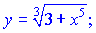 y = ∛(3 + x⁵);